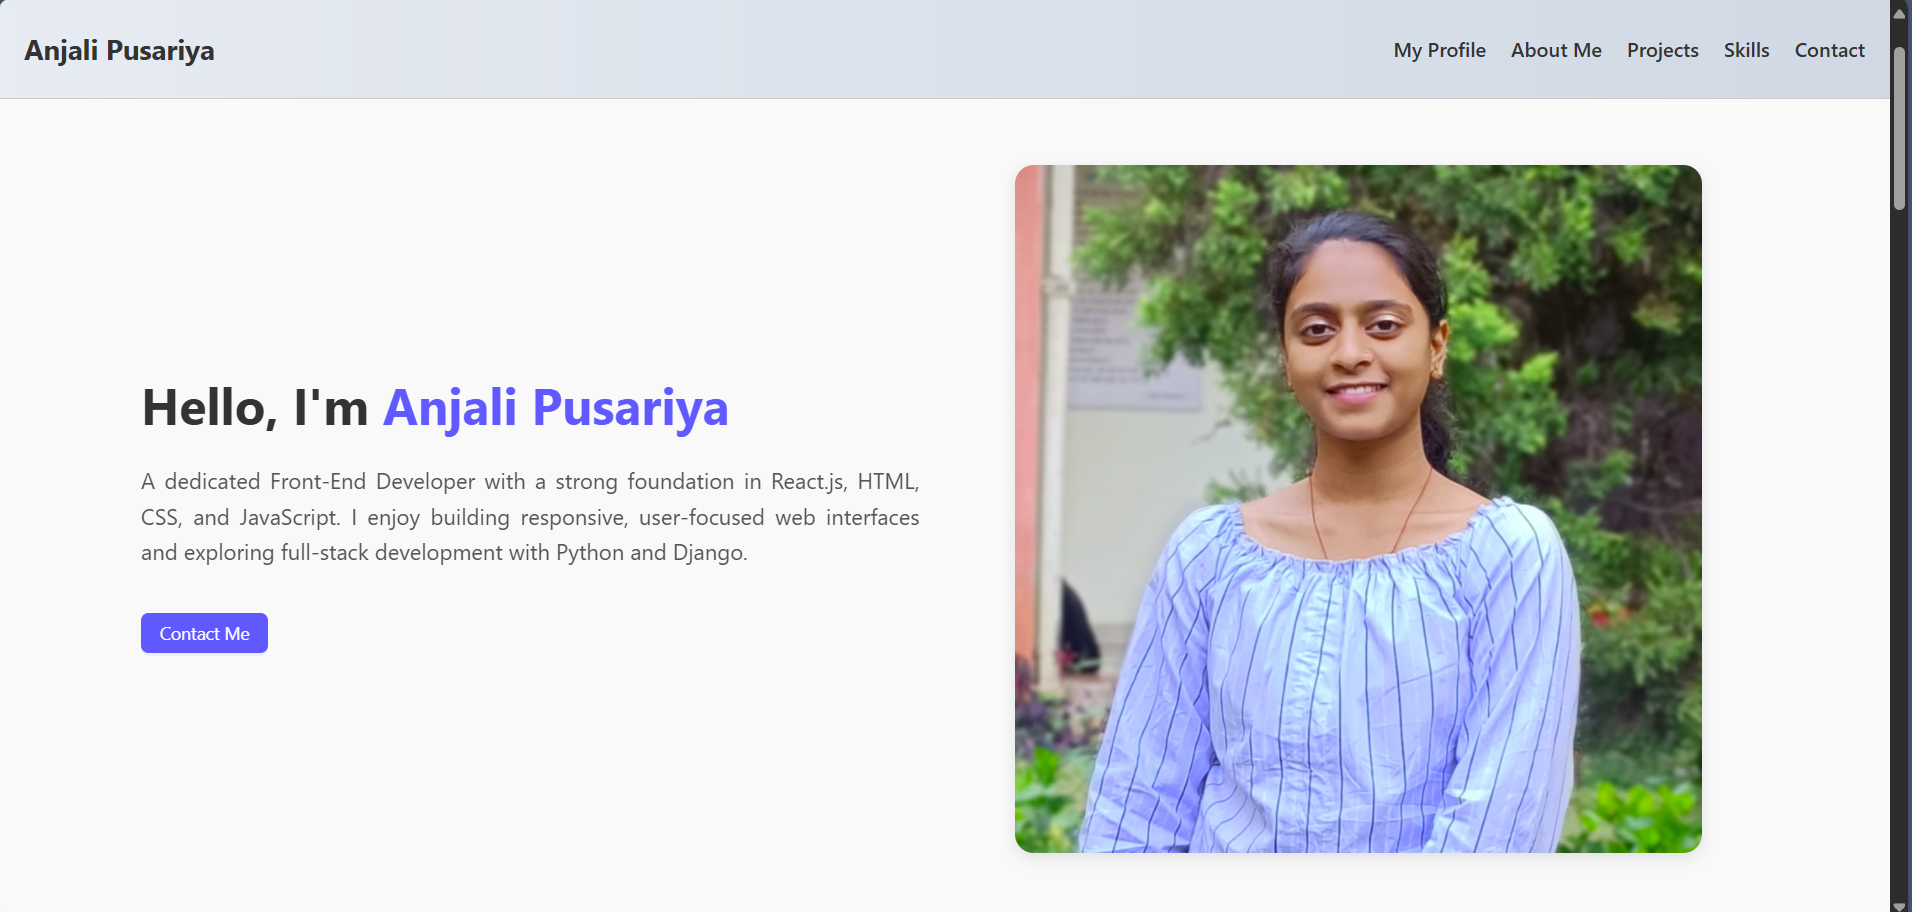 Anjali Pusariya
My Profile About Me Projects Skills Contact
Hello, I'm Anjali Pusariya
A dedicated Front-End Developer with a strong foundation in React.js, HTML,
CSS, and JavaScript. I enjoy building responsive, user-focused web interfaces
and exploring full-stack development with Python and Django.
Contact Me